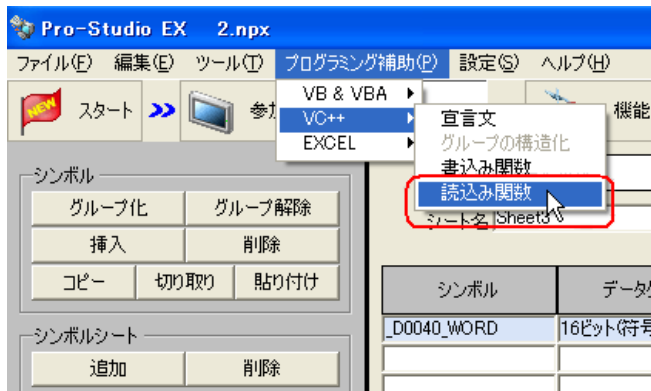 Pro-Studio EX 2.npx
ファイル(F) 編集(E) ツール(T) プログラミング補助(P) 設定(S) ヘルプ(H)
NEW スタート 参加 機能
VB & VBA
VC++
EXCEL
宣言文
グループの構造化
書込み関数
読込み関数
シンボル
グループ化 グループ解除
挿入 削除
コピー 切り取り 貼り付け
シート名 Sheet3
シンボルシート
追加 削除
シンボル データ
_D0040_WORD 16ビット(符号